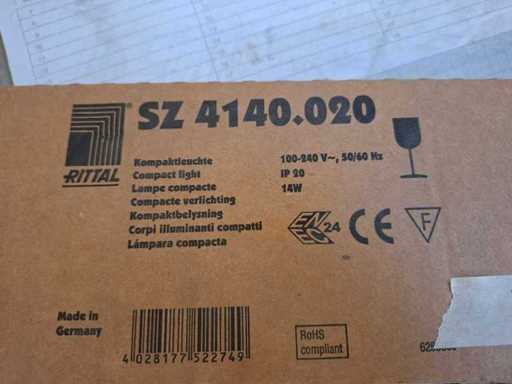 SZ 4140.020
RITTAL
Kompaktleuchte
Compact light
Lampe compacte
Compacte verlichting
Kompaktbelysning
Corpi illuminanti compatti
Lámpara compacta
100-240 V~, 50/60 Hz
IP 20
14W
ENEC 24 CE F
Made in
Germany
4 028177 522749
RoHS
compliant